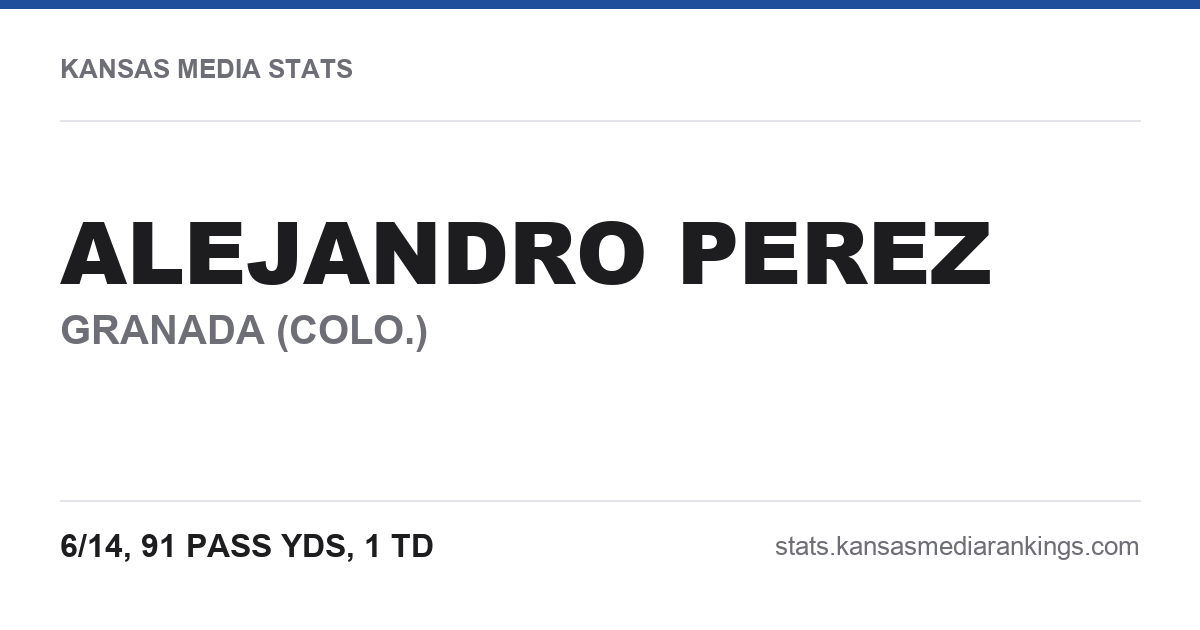 KANSAS MEDIA STATS
ALEJANDRO PEREZ
GRANADA (COLO.)
6/14, 91 PASS YDS, 1 TD
stats.kansasmediarankings.com